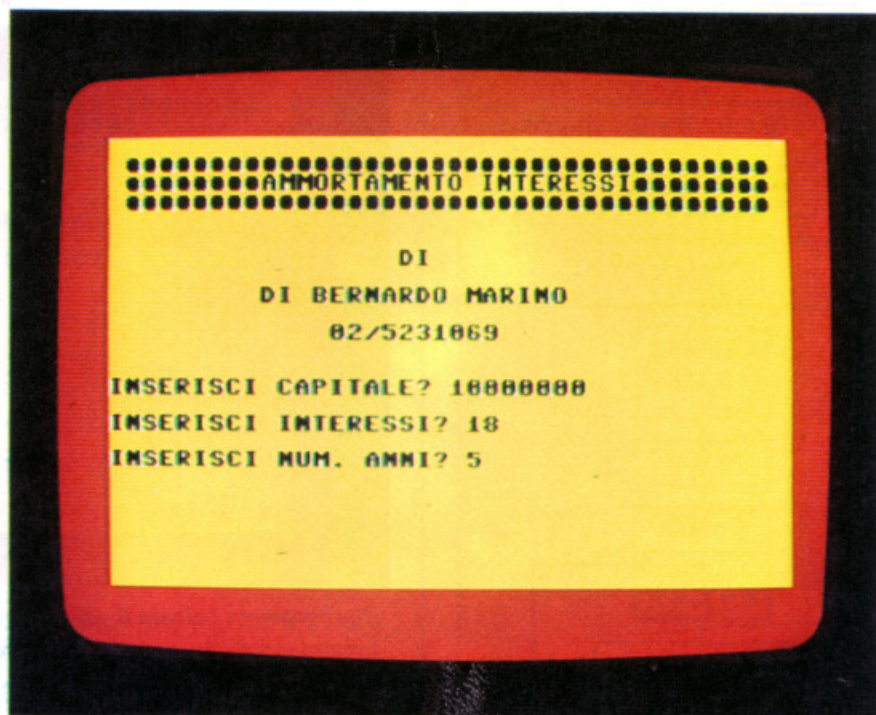 AMMORTAMENTO INTERESSI
DI
DI BERNARDO MARINO
02/5231069
INSERISCI CAPITALE? 10000000
INSERISCI INTERESSI? 18
INSERISCI NUM. ANNI? 5